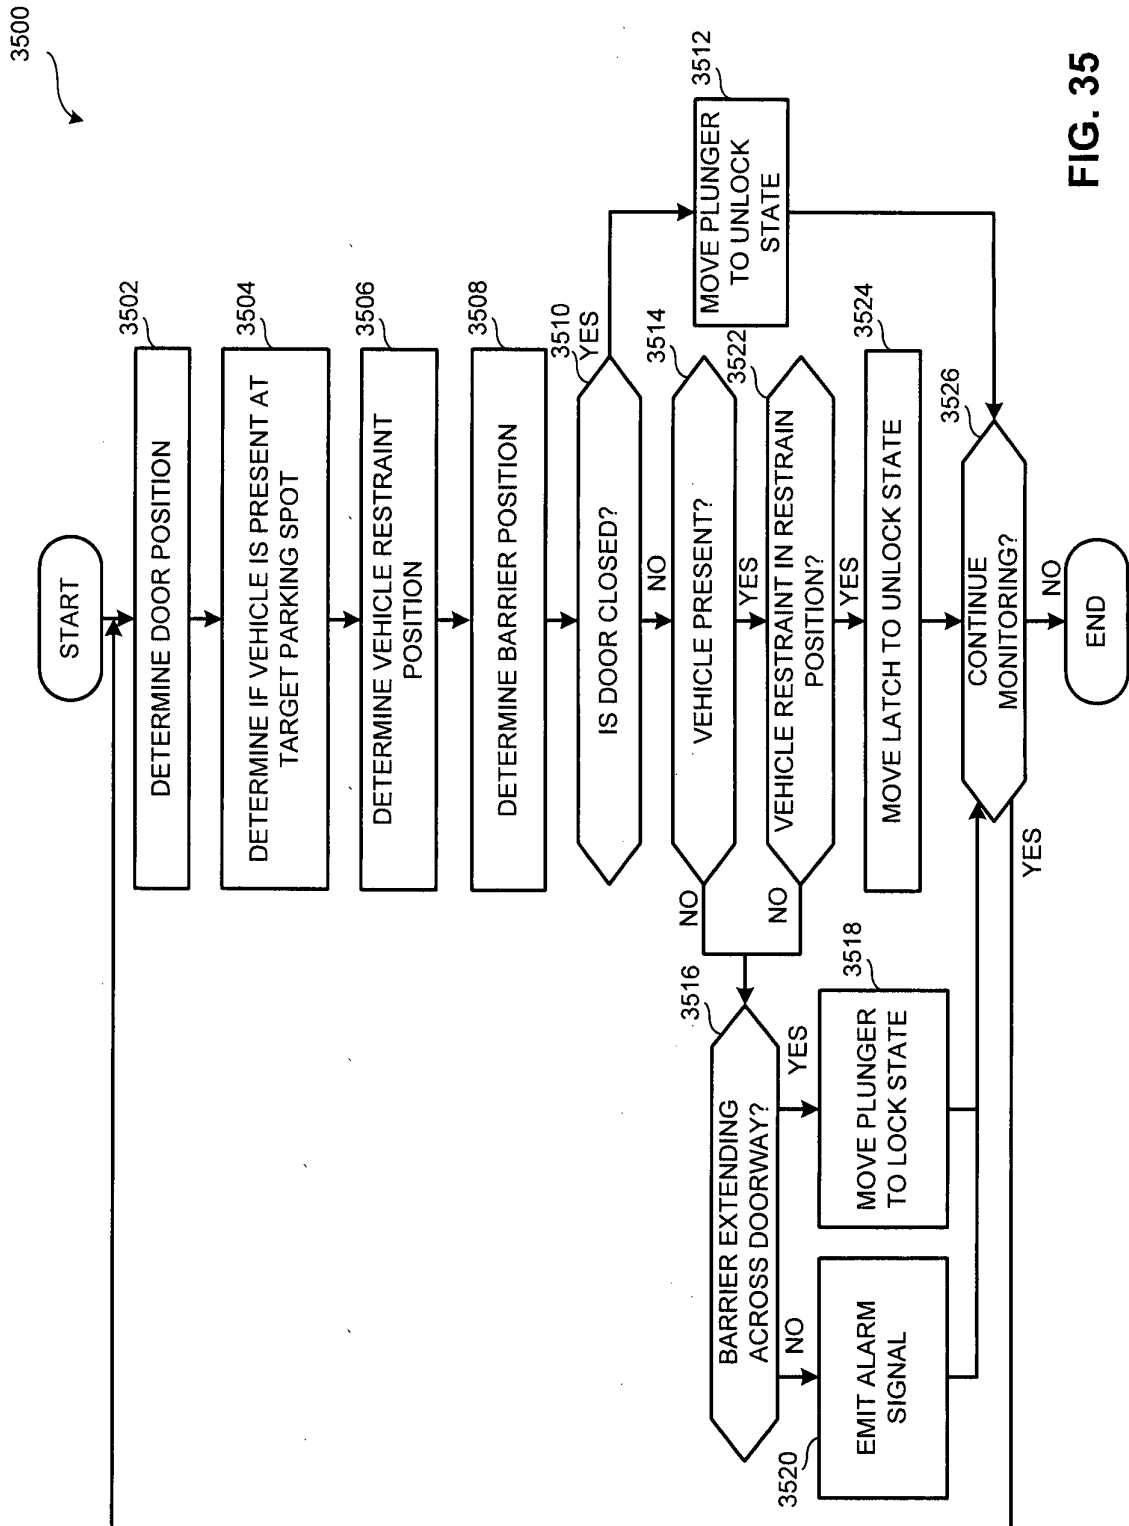 3500
START
3502
DETERMINE DOOR POSITION
3504
DETERMINE IF VEHICLE IS PRESENT AT
TARGET PARKING SPOT
3506
DETERMINE VEHICLE RESTRAINT
POSITION
3508
DETERMINE BARRIER POSITION
3510
IS DOOR CLOSED?
YES
NO
3512
MOVE PLUNGER
TO UNLOCK
STATE
3514
VEHICLE PRESENT?
NO
YES
3522
VEHICLE RESTRAINT IN RESTRAIN
POSITION?
NO
YES
3516
BARRIER EXTENDING
ACROSS DOORWAY?
NO
YES
3518
MOVE PLUNGER
TO LOCK STATE
3520
EMIT ALARM
SIGNAL
3524
MOVE LATCH TO UNLOCK STATE
3526
CONTINUE
MONITORING?
YES
NO
END
FIG. 35